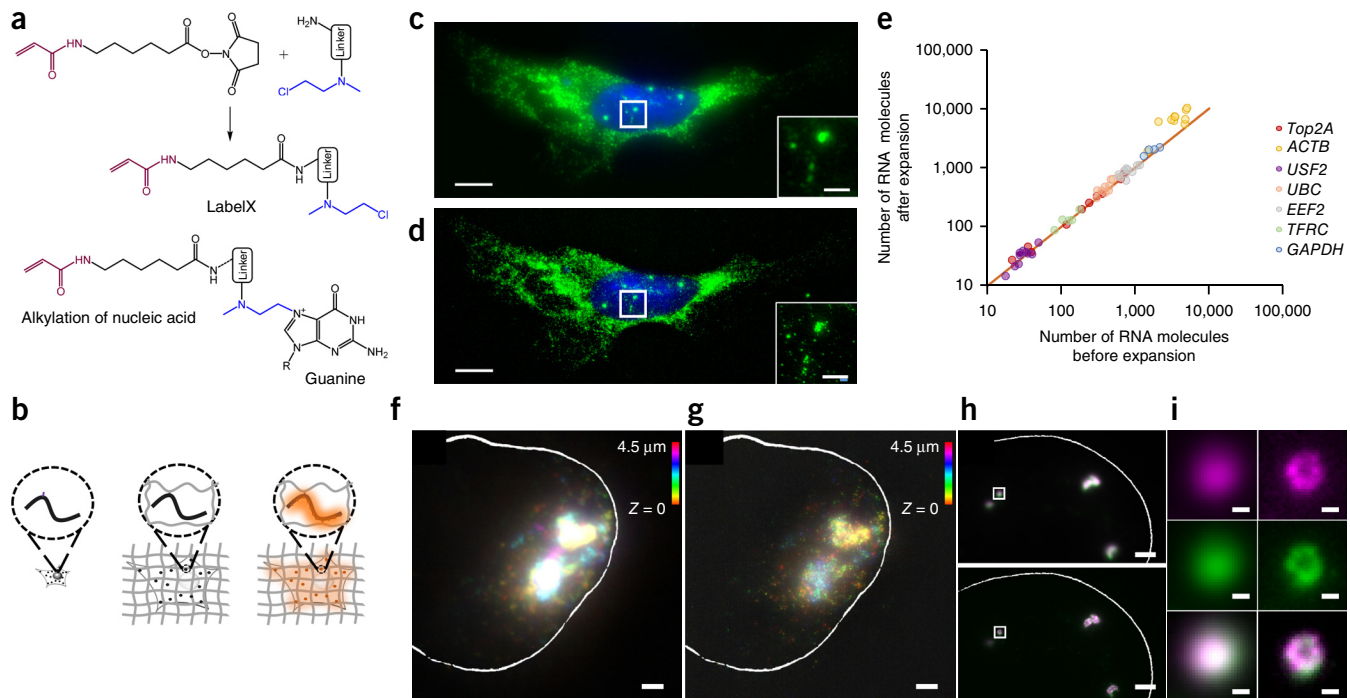 a
HN
O
O
O
N
O
O
+
H2N
Linker
N
Cl
HN
O
O
N
H
Linker
N
Cl
LabelX
HN
O
O
N
H
Linker
N
N+
O
NH
N
N
NH2
R
Alkylation of nucleic acid
Guanine
b
c
d
e
100,000
10,000
1,000
100
10
10
100
1,000
10,000
100,000
Number of RNA molecules
after expansion
Number of RNA molecules
before expansion
Top2A
ACTB
USF2
UBC
EEF2
TFRC
GAPDH
f
4.5 µm
Z = 0
g
4.5 µm
Z = 0
h
i